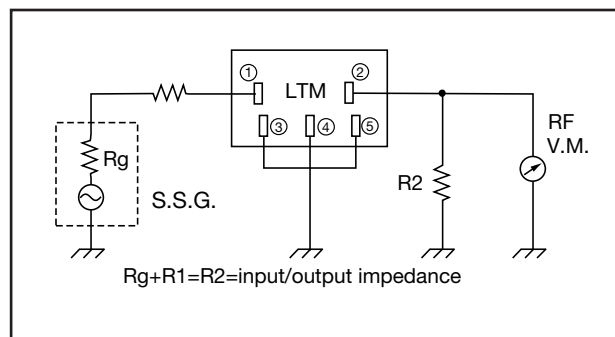 ① ② LTM
③ ④ ⑤
RF
V.M.
Rg
R2
S.S.G.
Rg+R1=R2=input/output impedance